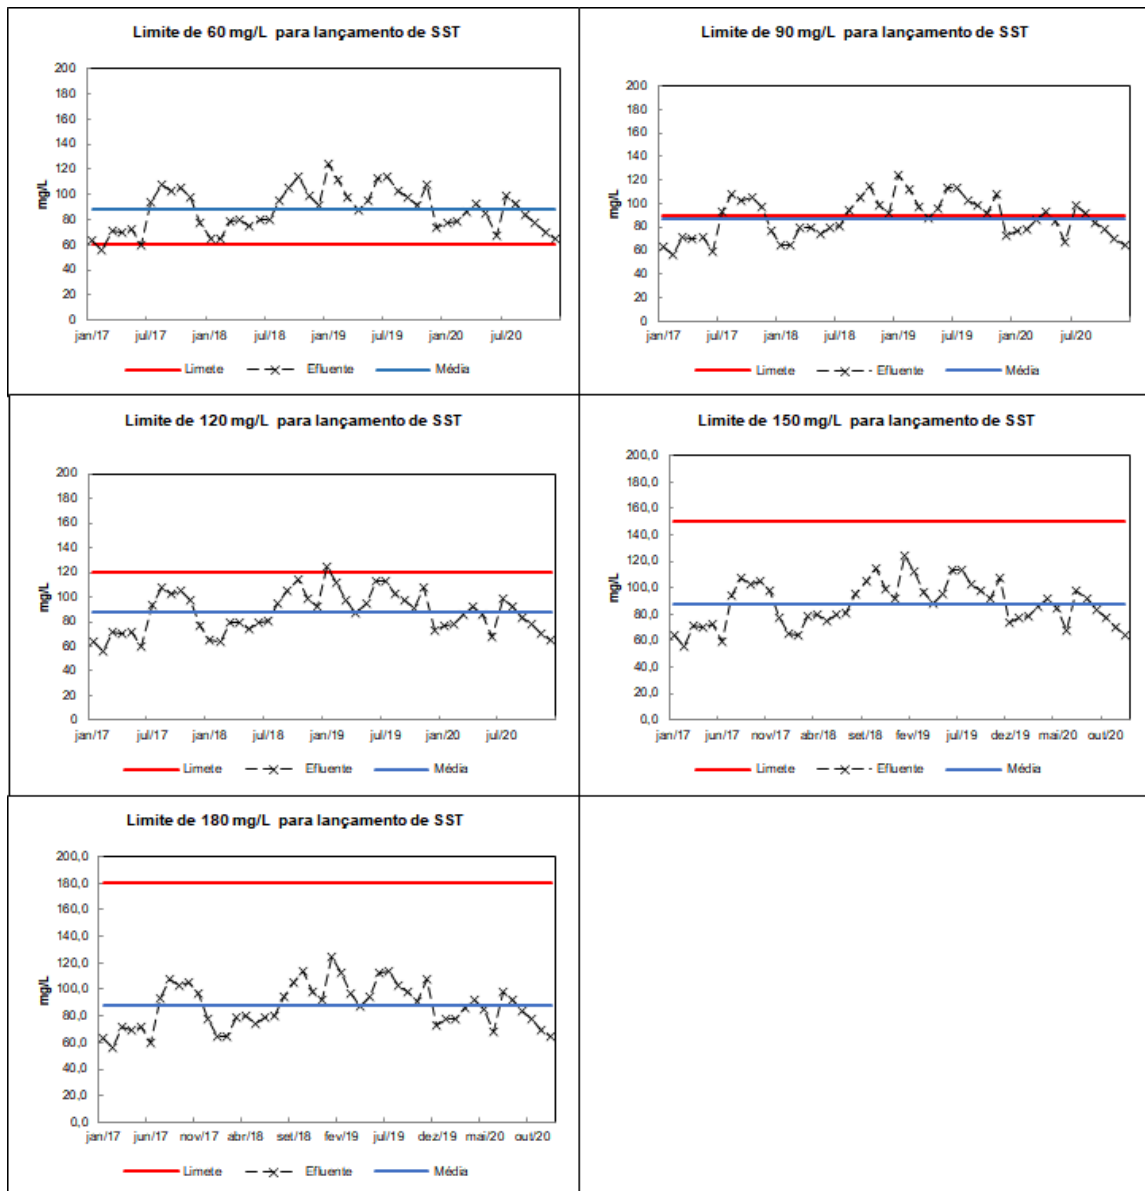 Limite de 60 mg/L para lançamento de SST
200
180
160
140
120
100
80
60
40
20
0
mg/L
jan/17 jul/17 jan/18 jul/18 jan/19 jul/19 jan/20 jul/20
Limete Efluente Média
Limite de 90 mg/L para lançamento de SST
200
180
160
140
120
100
80
60
40
20
0
mg/L
jan/17 jul/17 jan/18 jul/18 jan/19 jul/19 jan/20 jul/20
Limete Efluente Média
Limite de 120 mg/L para lançamento de SST
200
180
160
140
120
100
80
60
40
20
0
mg/L
jan/17 jul/17 jan/18 jul/18 jan/19 jul/19 jan/20 jul/20
Limete Efluente Média
Limite de 150 mg/L para lançamento de SST
200,0
180,0
160,0
140,0
120,0
100,0
80,0
60,0
40,0
20,0
0,0
mg/L
jan/17 jun/17 nov/17 abr/18 set/18 fev/19 jul/19 dez/19 mai/20 out/20
Limete Efluente Média
Limite de 180 mg/L para lançamento de SST
200,0
180,0
160,0
140,0
120,0
100,0
80,0
60,0
40,0
20,0
0,0
mg/L
jan/17 jun/17 nov/17 abr/18 set/18 fev/19 jul/19 dez/19 mai/20 out/20
Limete Efluente Média